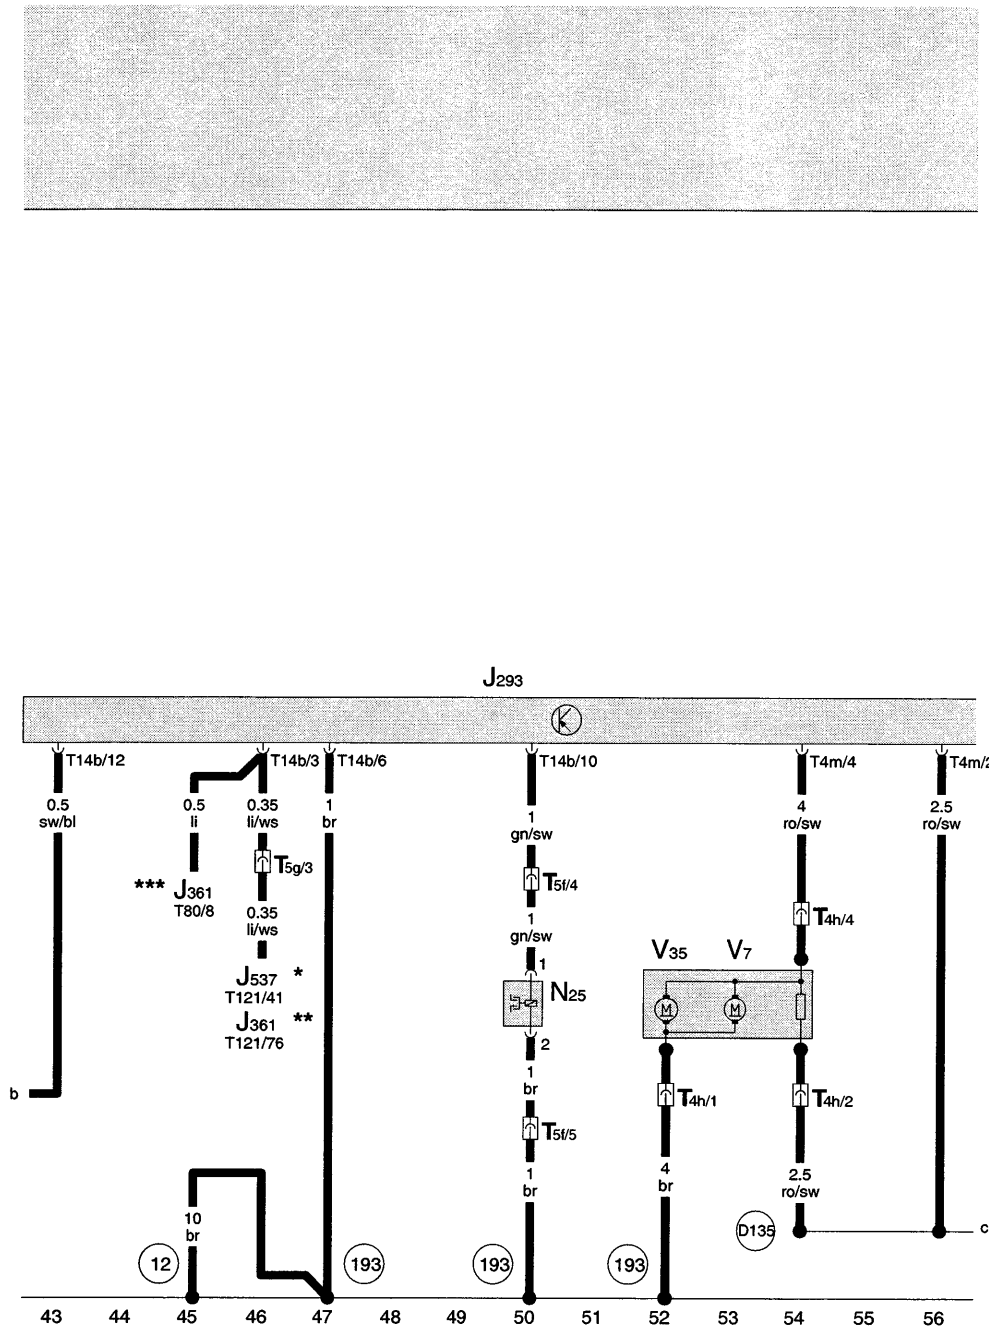 J293
T14b/12 T14b/3 T14b/6 T14b/10 T4m/4 T4m/2
0.5 0.5 0.35 1 1 4 2.5
sw/bl li li/ws br gn/sw ro/sw ro/sw
T5g/3
*** J361
T80/8
T5f/4
0.35
li/ws
1
gn/sw
T4h/4
J537 *
T121/41
J361 **
T121/76
1
N25
2
V35 V7
M M
b
1
br
T4h/1 T4h/2
T5f/5
1
br
4
br
2.5
ro/sw
10
br
D135 c
12 193 193 193
43 44 45 46 47 48 49 50 51 52 53 54 55 56